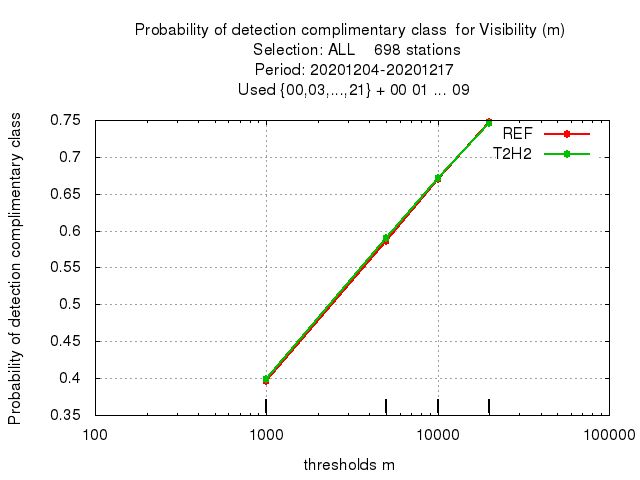 Probability of detection complimentary class for Visibility (m)
Selection: ALL 698 stations
Period: 20201204-20201217
Used {00,03,...,21} + 00 01 ... 09
Probability of detection complimentary class
0.75
0.7
0.65
0.6
0.55
0.5
0.45
0.4
0.35
REF
T2H2
100
1000
10000
100000
thresholds m